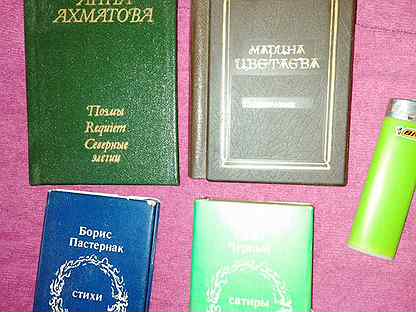 АННА
АХМАТОВА
Поэмы
Requiem
Северные
элегии
МАРИНА
ЦВЕТАЕВА
Борис
Пастернак
стихи
Черный
сатиры